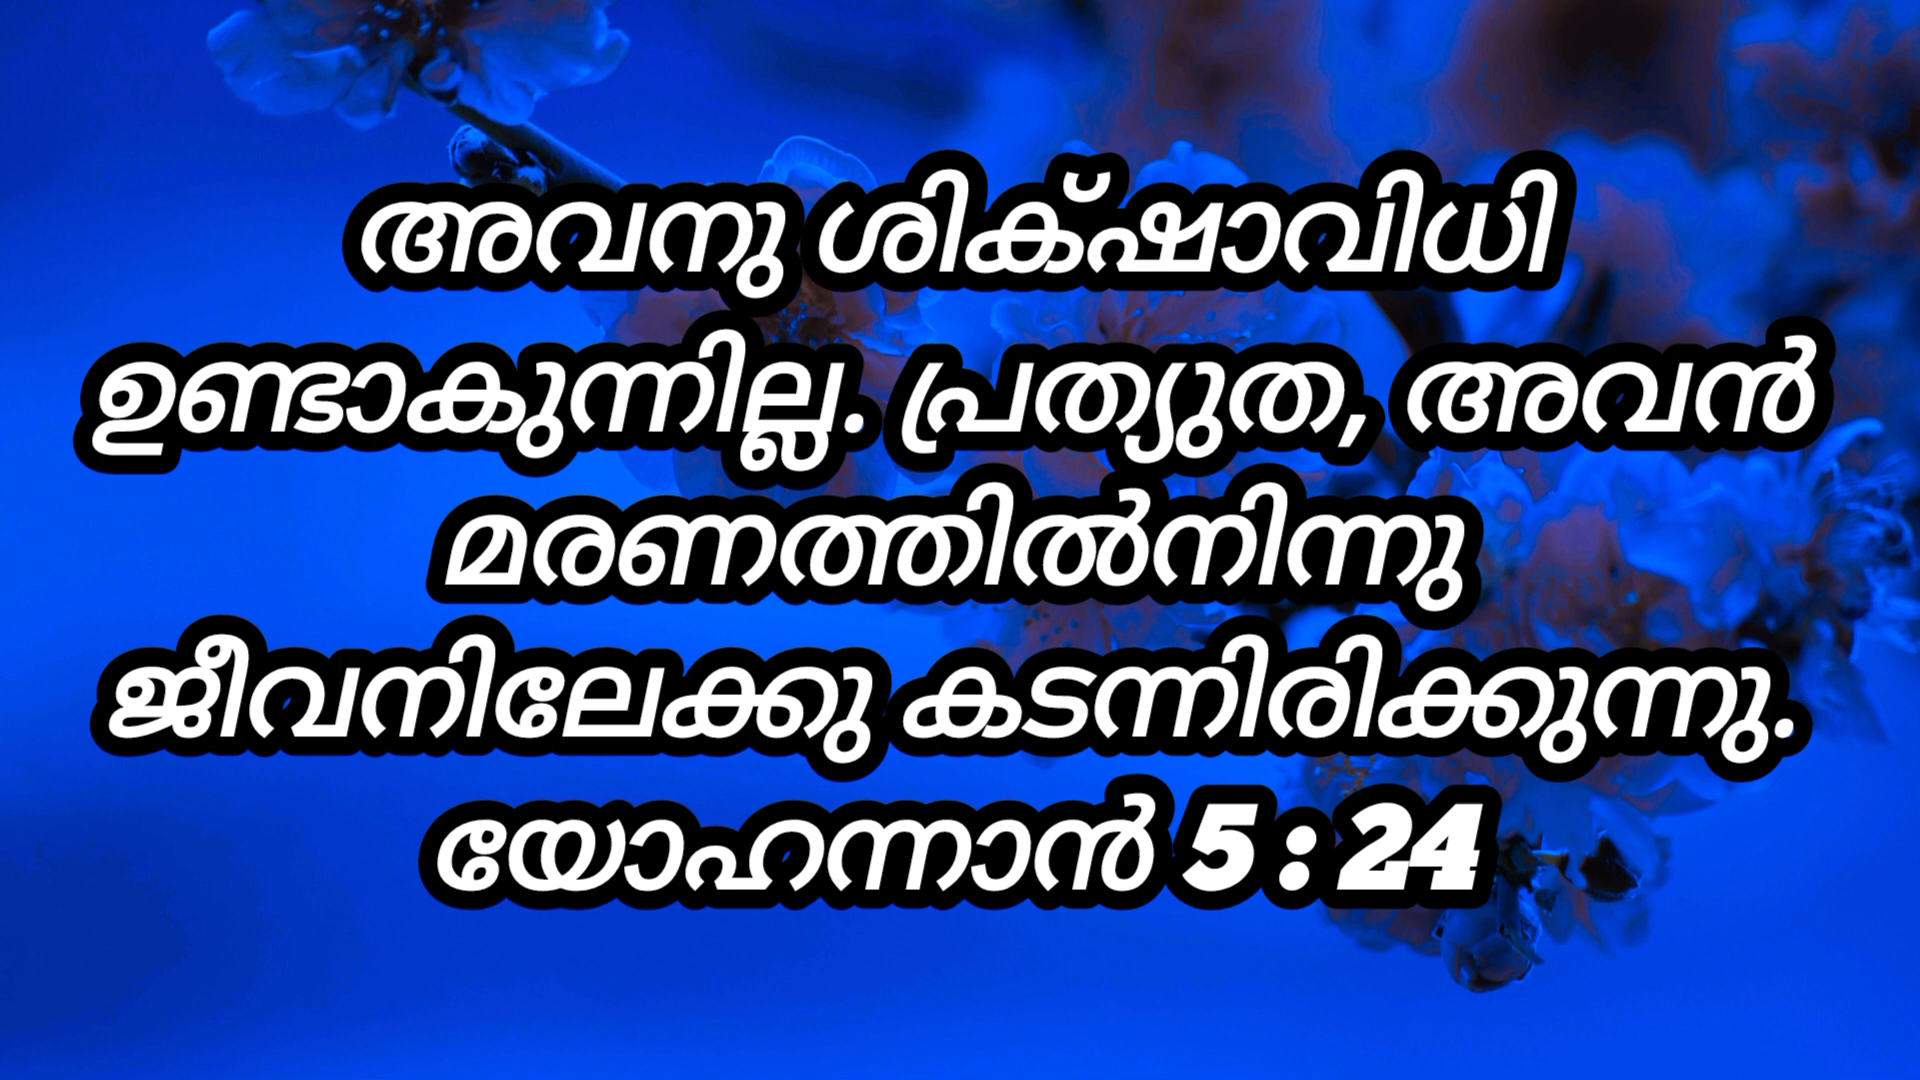 അവനു ശിക്‌ഷാവിധി
ഉണ്ടാകുന്നില്ല. പ്രത്യുത, അവൻ
മരണത്തിൽനിന്നു
ജീവനിലേക്കു കടന്നിരിക്കുന്നു.
യോഹന്നാൻ 5 : 24